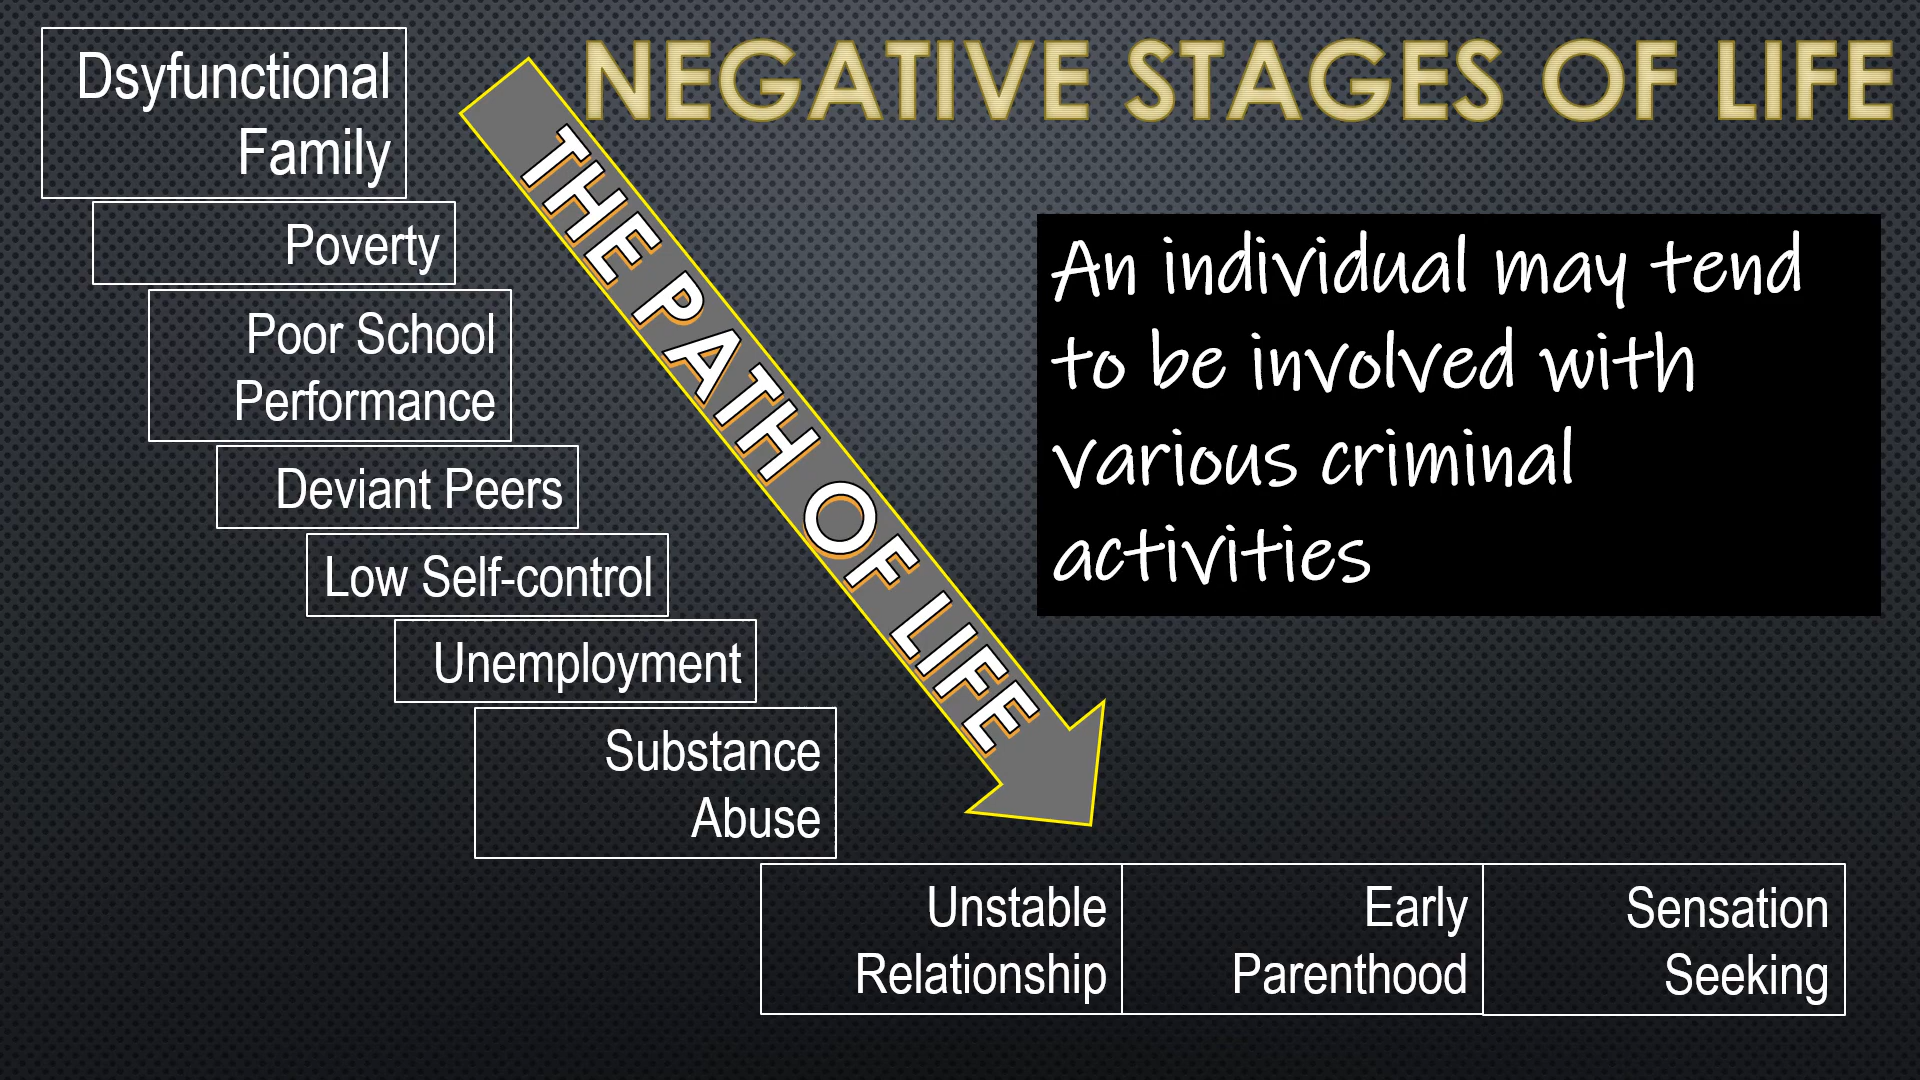 NEGATIVE STAGES OF LIFE
Dsyfunctional
Family
Poverty
Poor School
Performance
Deviant Peers
Low Self-control
Unemployment
Substance
Abuse
Unstable
Relationship
Early
Parenthood
Sensation
Seeking
THE PATH OF LIFE
An individual may tend
to be involved with
various criminal
activities